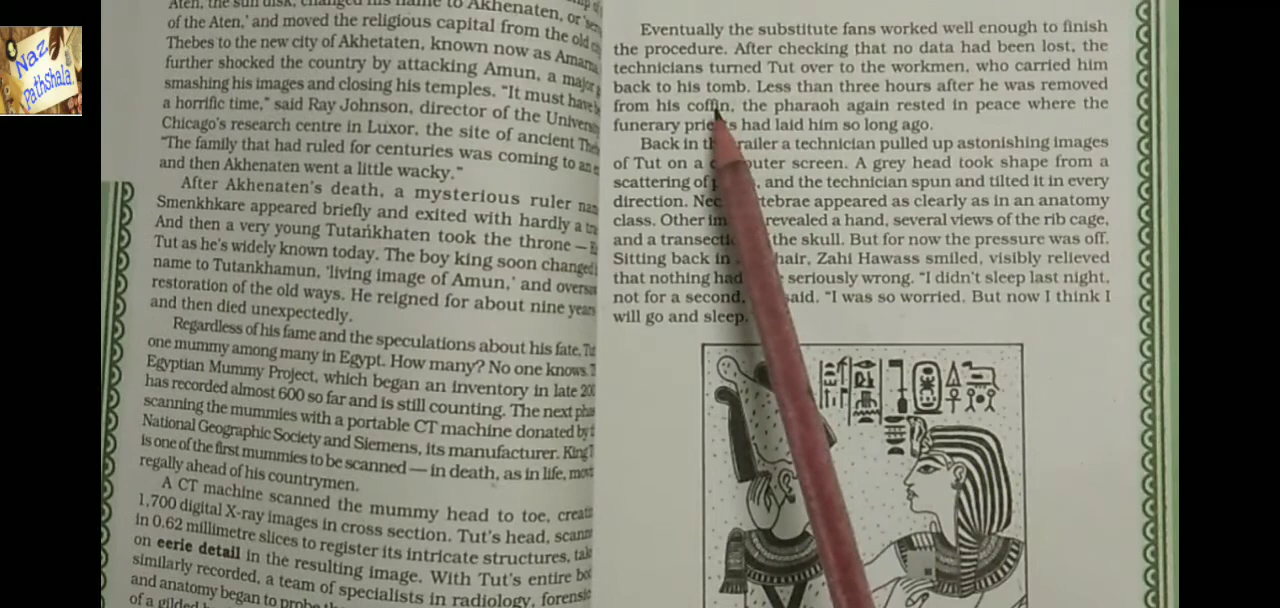 Naz
Pathshala
Aten, the sun disk, changed his name to Akhenaten, or
of the Aten,' and moved the religious capital from the old
Thebes to the new city of Akhetaten, known now as Amarna
further shocked the country by attacking Amun, a major
smashing his images and closing his temples. "It must have
a horrific time," said Ray Johnson, director of the
Chicago's research centre in Luxor, the site of ancient
"The family that had ruled for centuries was coming to an
and then Akhenaten went a little wacky."
After Akhenaten's death, a mysterious ruler
Smenkhkare appeared briefly and exited with hardly a
And then a very young Tutankhaten took the throne —
Tut as he's widely known today. The boy king soon changed
name to Tutankhamun, 'living image of Amun,' and
restoration of the old ways. He reigned for about nine years
and then died unexpectedly.
Regardless of his fame and the speculations about his fate,
one mummy among many in Egypt. How many? No one knows.
Egyptian Mummy Project, which began an inventory in late
has recorded almost 600 so far and is still counting. The next
scanning the mummies with a portable CT machine donated by
National Geographic Society and Siemens, its manufacturer. King
is one of the first mummies to be scanned — in death, as in life,
regally ahead of his countrymen.
A CT machine scanned the mummy head to toe,
1,700 digital X-ray images in cross section. Tut's head,
in 0.62 millimetre slices to register its intricate structures,
on eerie detail in the resulting image. With Tut's entire
similarly recorded, a team of specialists in radiology,
and anatomy began to probe
of a gilded
Eventually the substitute fans worked well enough to finish
the procedure. After checking that no data had been lost, the
technicians turned Tut over to the workmen, who carried him
back to his tomb. Less than three hours after he was removed
from his coffin, the pharaoh again rested in peace where the
funerary priests had laid him so long ago.
Back in the trailer a technician pulled up astonishing images
of Tut on a computer screen. A grey head took shape from a
scattering of and the technician spun and tilted it in every
direction. Neck vertebrae appeared as clearly as in an anatomy
class. Other images revealed a hand, several views of the rib cage,
and a transection of the skull. But for now the pressure was off.
Sitting back in chair, Zahi Hawass smiled, visibly relieved
that nothing had seriously wrong. "I didn't sleep last night,
not for a second, said. "I was so worried. But now I think I
will go and sleep.